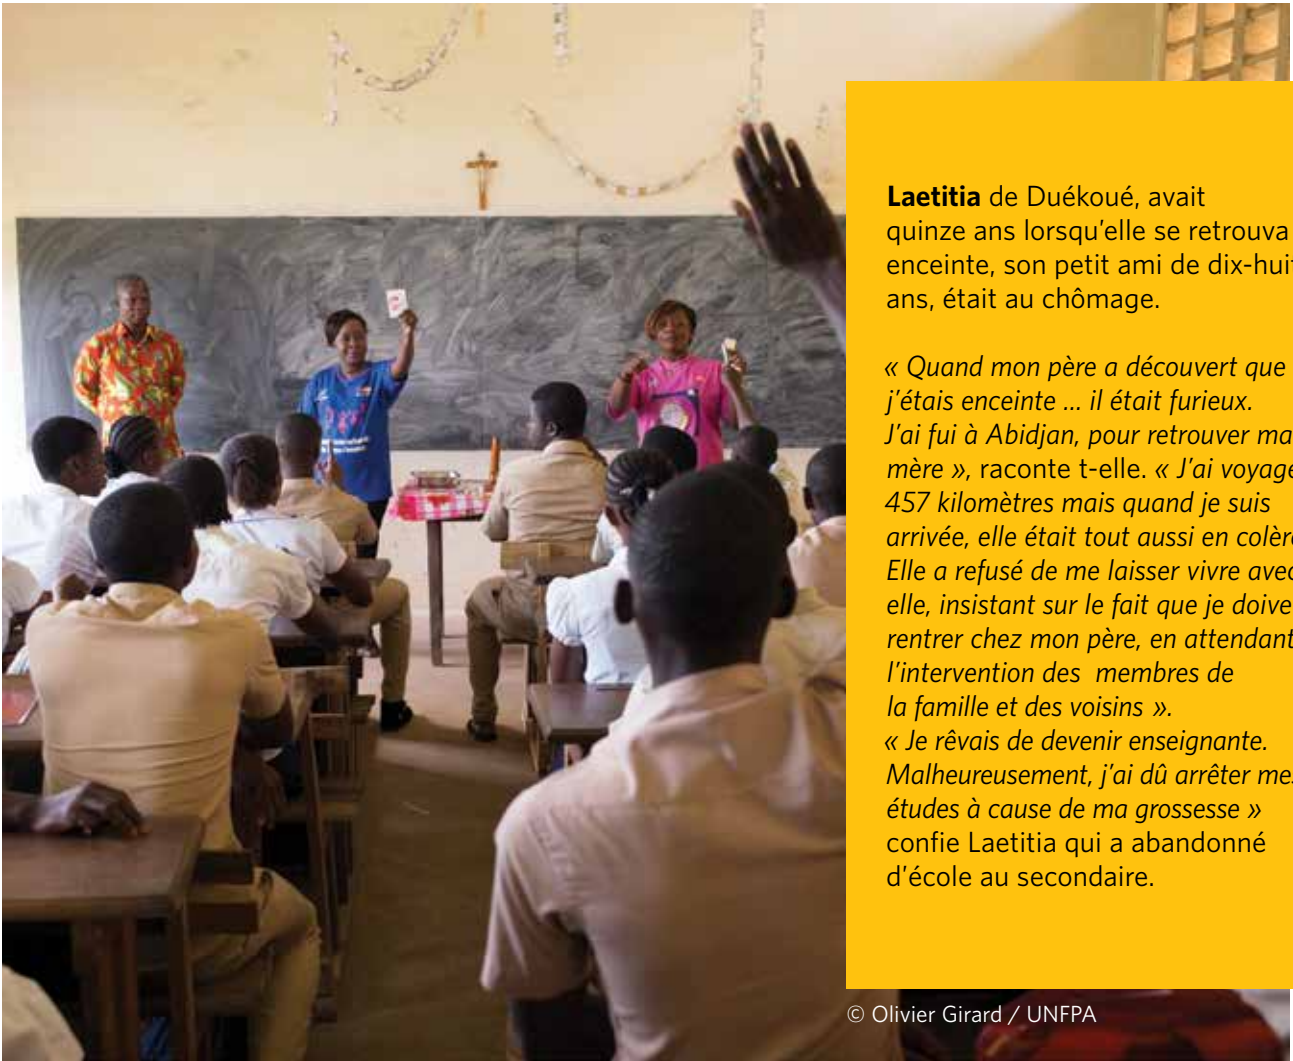 Laetitia de Duékoué, avait
quinze ans lorsqu'elle se retrouva
enceinte, son petit ami de dix-huit
ans, était au chômage.
« Quand mon père a découvert que
j'étais enceinte ... il était furieux.
J'ai fui à Abidjan, pour retrouver ma
mère », raconte t-elle. « J'ai voyagé
457 kilomètres mais quand je suis
arrivée, elle était tout aussi en colère
Elle a refusé de me laisser vivre avec
elle, insistant sur le fait que je doive
rentrer chez mon père, en attendant
l'intervention des  membres de
la famille et des voisins ».
« Je rêvais de devenir enseignante.
Malheureusement, j'ai dû arrêter mes
études à cause de ma grossesse »
confie Laetitia qui a abandonné
d'école au secondaire.
© Olivier Girard / UNFPA